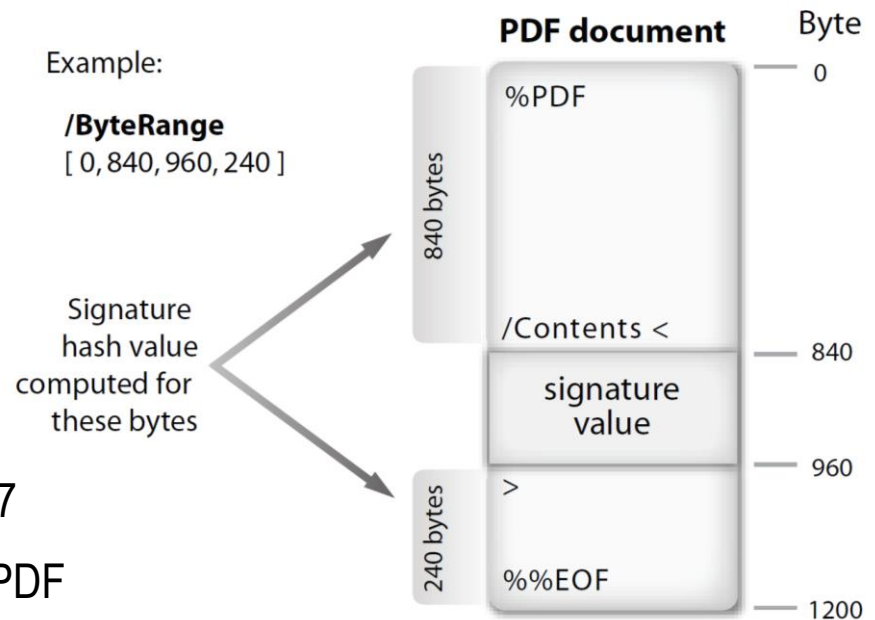 Example:
/ByteRange
[ 0, 840, 960, 240 ]
Signature
hash value
computed for
these bytes
7
PDF
PDF document
Byte
840 bytes
%PDF
/Contents <
signature
value
240 bytes
>
%%EOF
0
840
960
1200